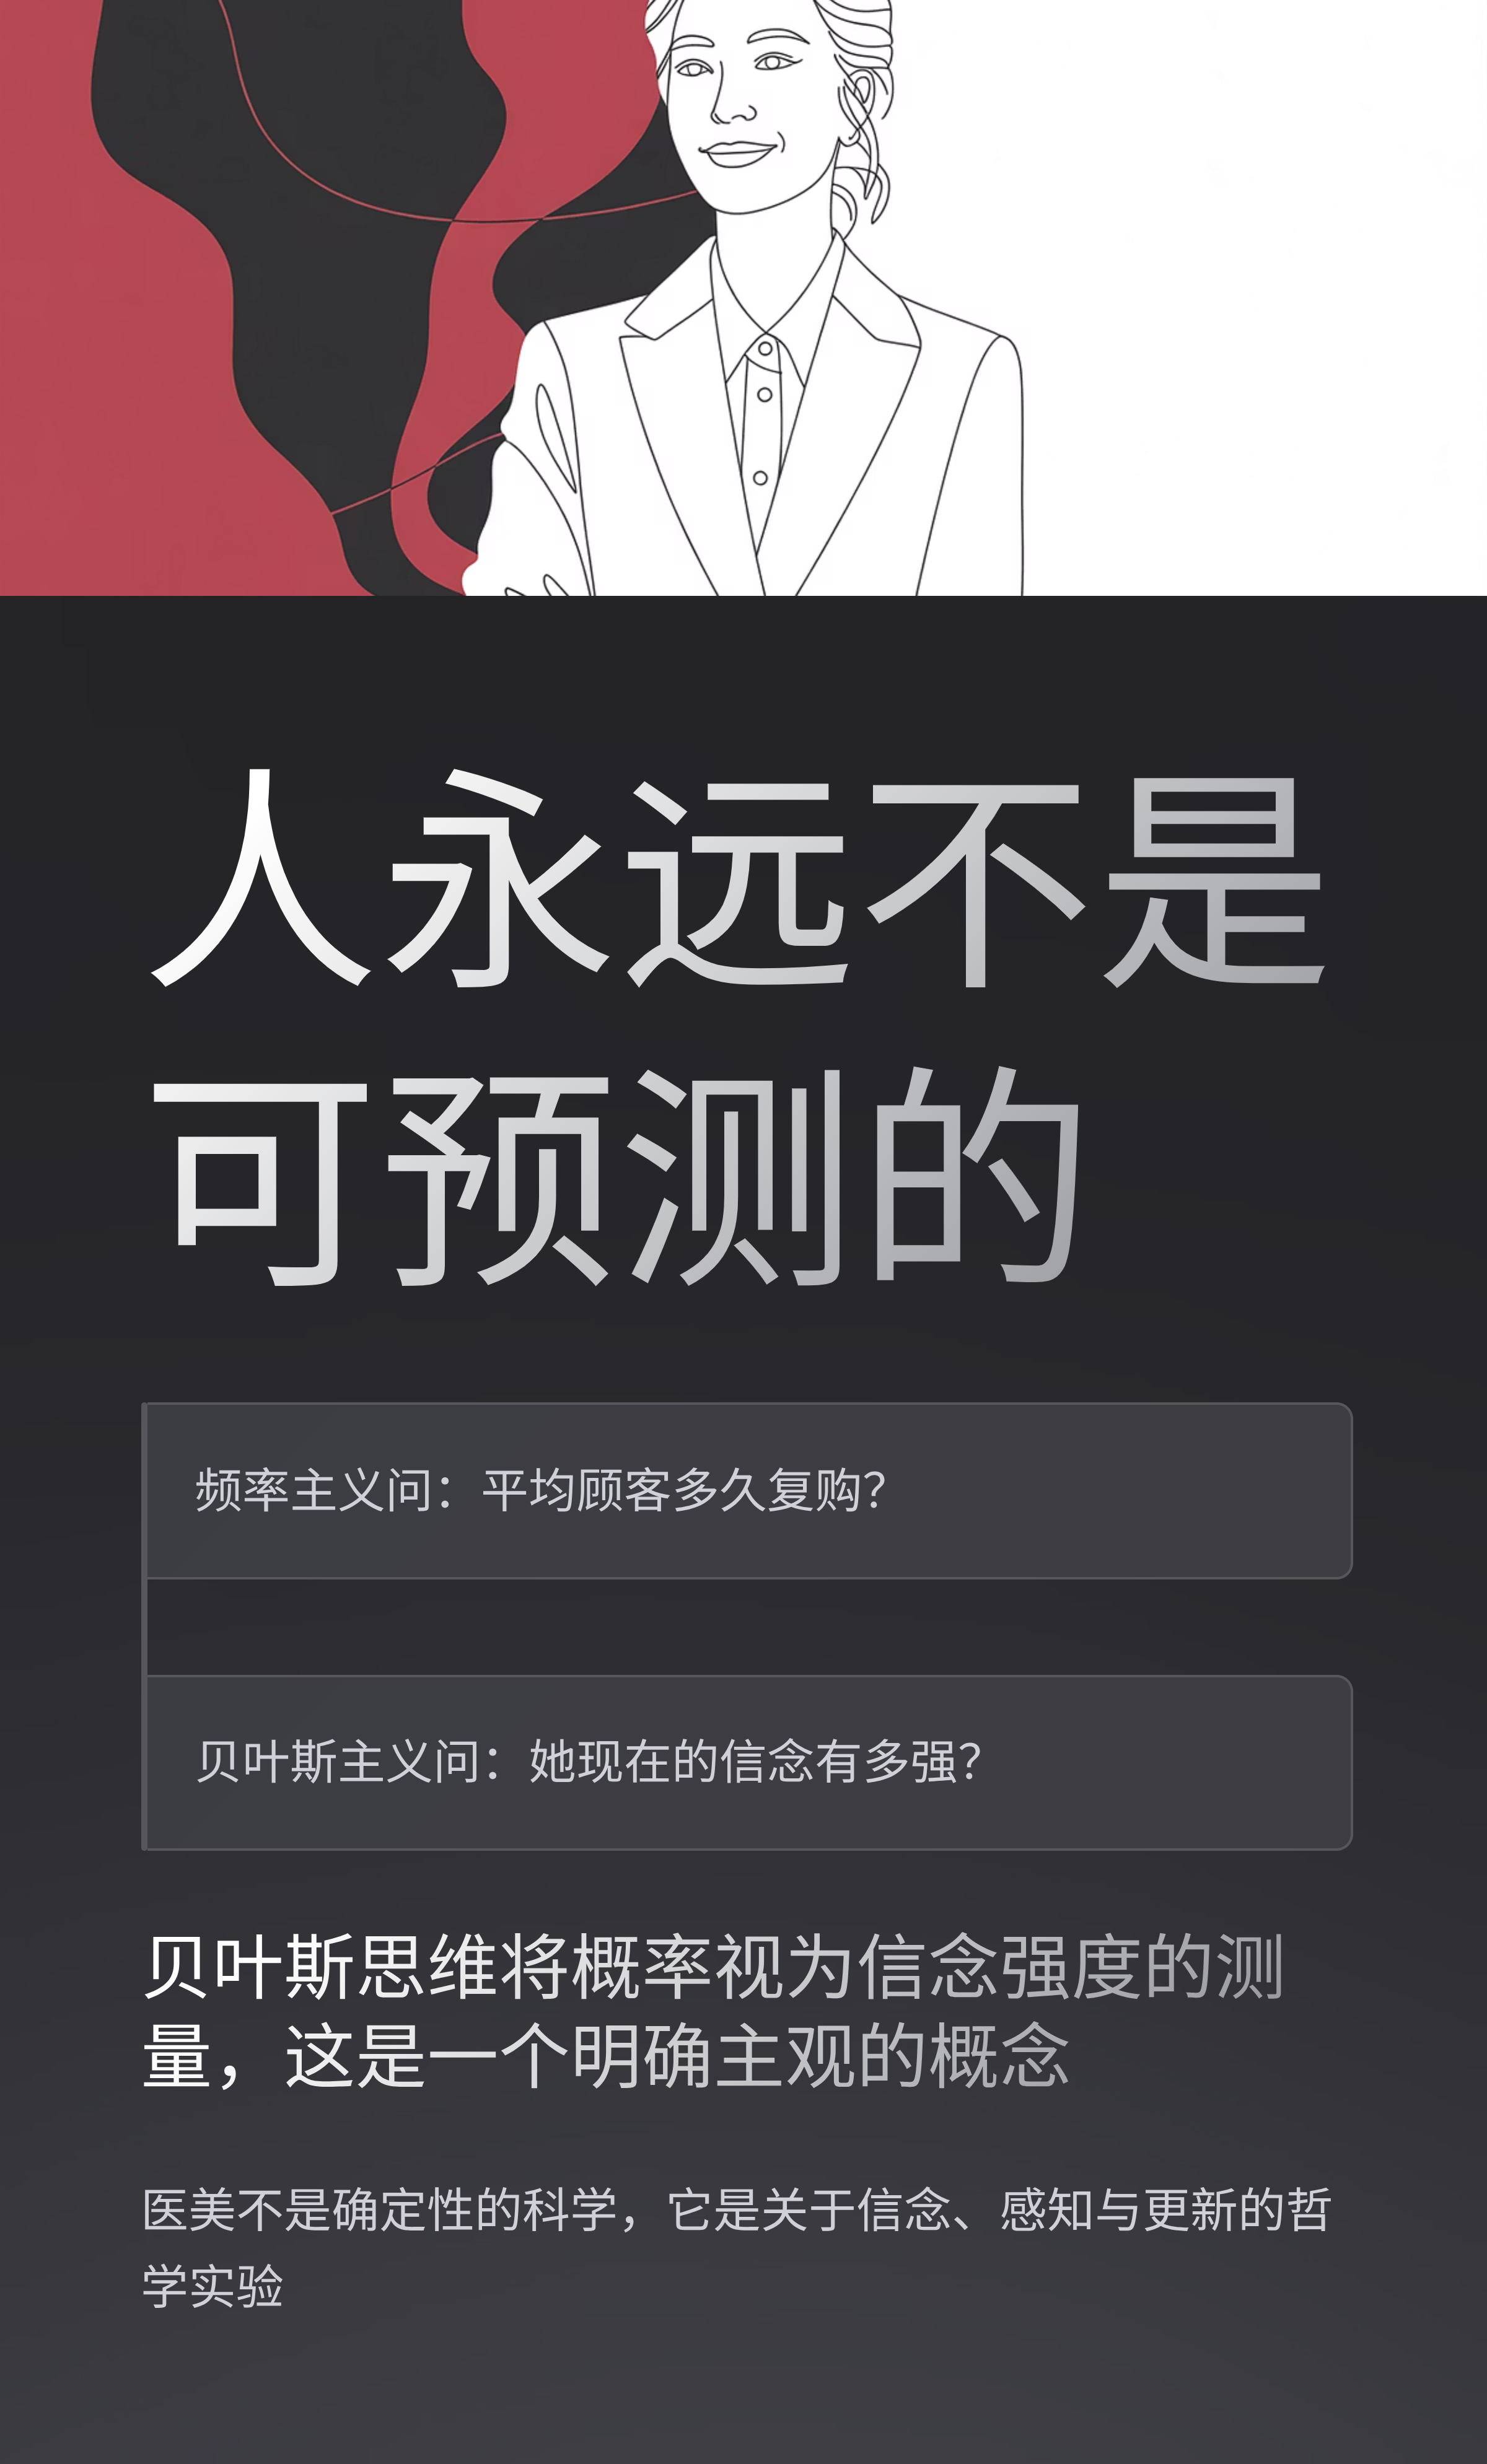 人永远不是
可预测的
频率主义问：平均顾客多久复购？
贝叶斯主义问：她现在的信念有多强？
贝叶斯思维将概率视为信念强度的测
量，这是一个明确主观的概念
医美不是确定性的科学，它是关于信念、感知与更新的哲
学实验